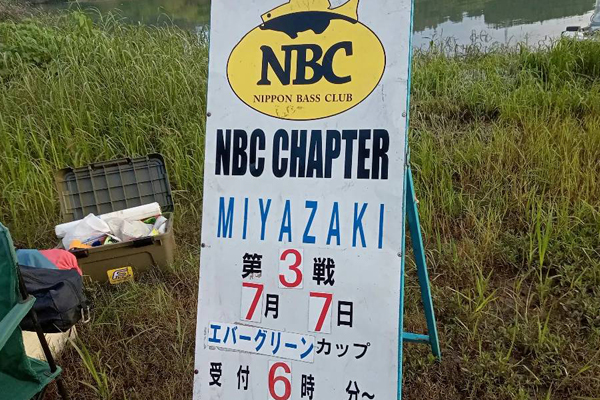 NBC
NIPPON BASS CLUB
NBC CHAPTER
MIYAZAKI
第3戦
7月7日
エバーグリーンカップ
受付6時 分~